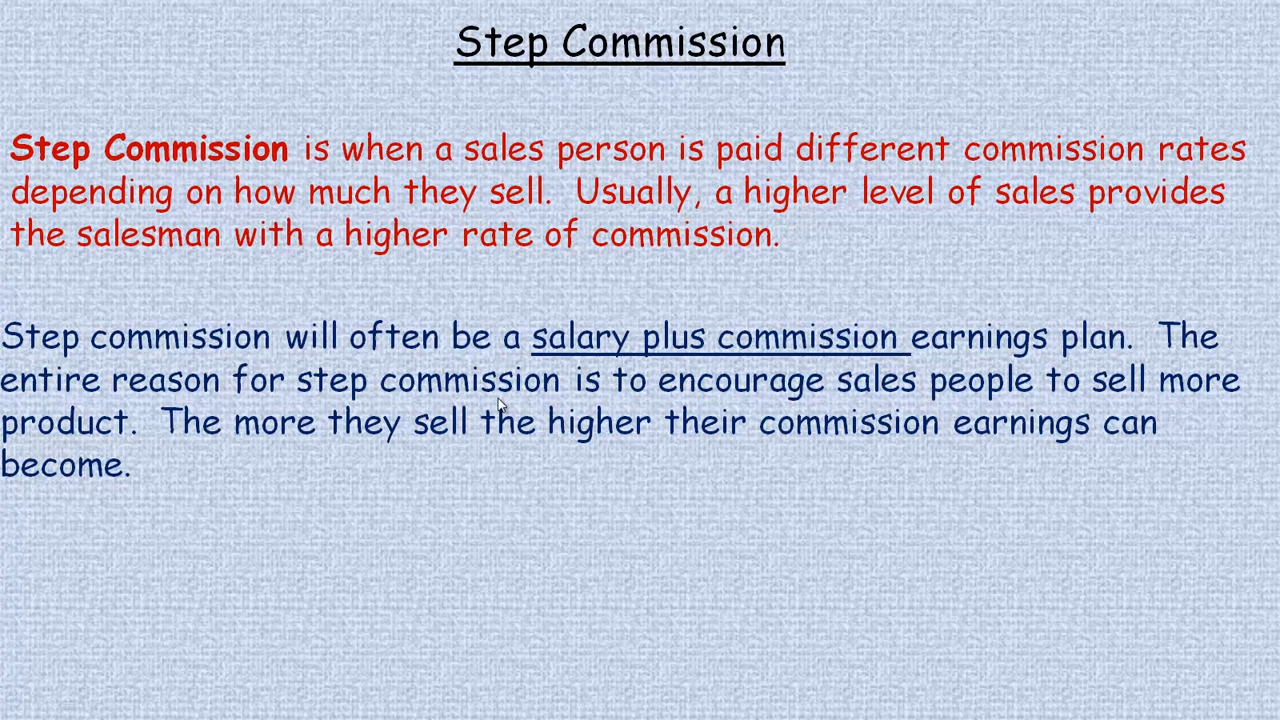 Step Commission
Step Commission is when a sales person is paid different commission rates
depending on how much they sell.  Usually, a higher level of sales provides
the salesman with a higher rate of commission.
Step commission will often be a salary plus commission earnings plan.  The
entire reason for step commission is to encourage sales people to sell more
product.  The more they sell the higher their commission earnings can
become.